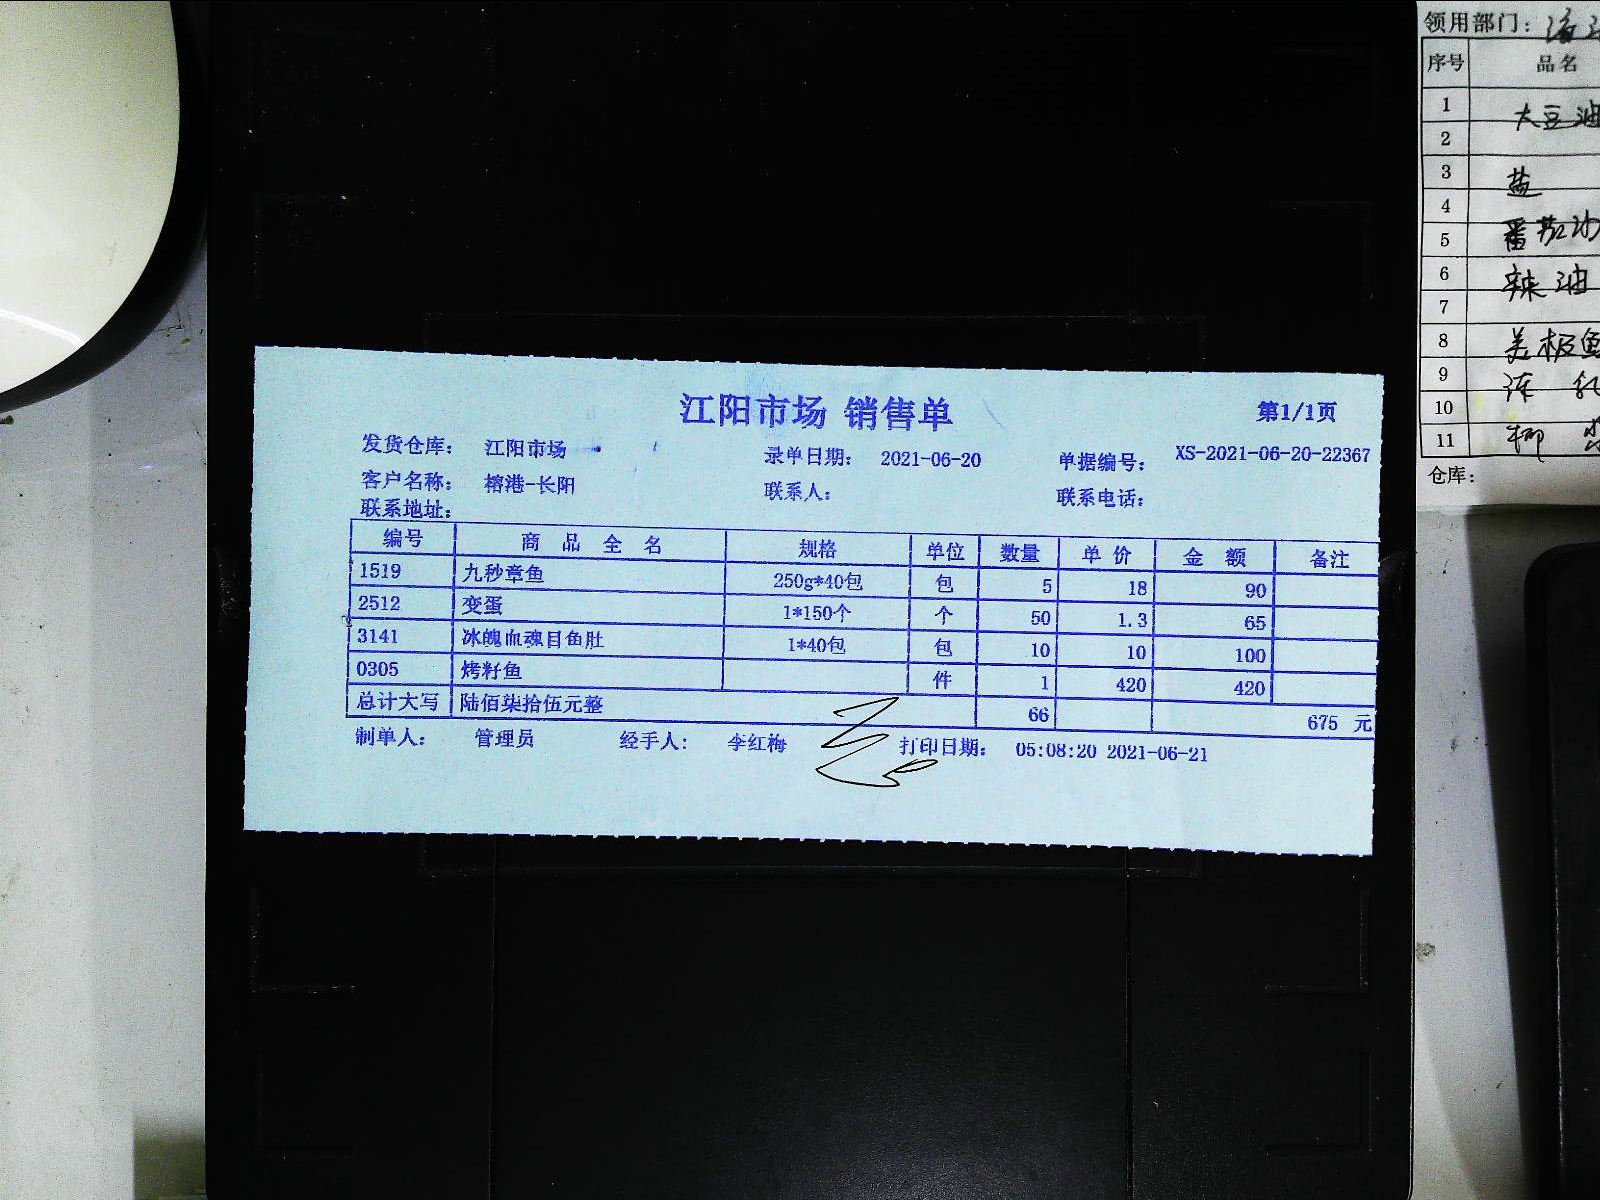 江阳市场 销售单
第1/1页
发货仓库： 江阳市场
录单日期： 2021-06-20
单据编号： XS-2021-06-20-22367
客户名称： 榕港-长阳
联系人：
联系电话：
联系地址：
编号 商 品 全 名 规格 单位 数量 单 价 金 额 备注
1519 九秒章鱼 250g*40包 包 5 18 90
2512 变蛋 1*150个 个 50 1.3 65
3141 冰魄血魂目鱼肚 1*40包 包 10 10 100
0305 烤籽鱼 件 1 420 420
总计大写 陆佰柒拾伍元整 66 675 元
制单人： 管理员 经手人： 李红梅 打印日期： 05:08:20 2021-06-21
领用部门：
序号 品名
1 大豆油
2
3 盐
4
5 番茄
6 辣油
7
8 美极鱼
9
10
11
仓库：